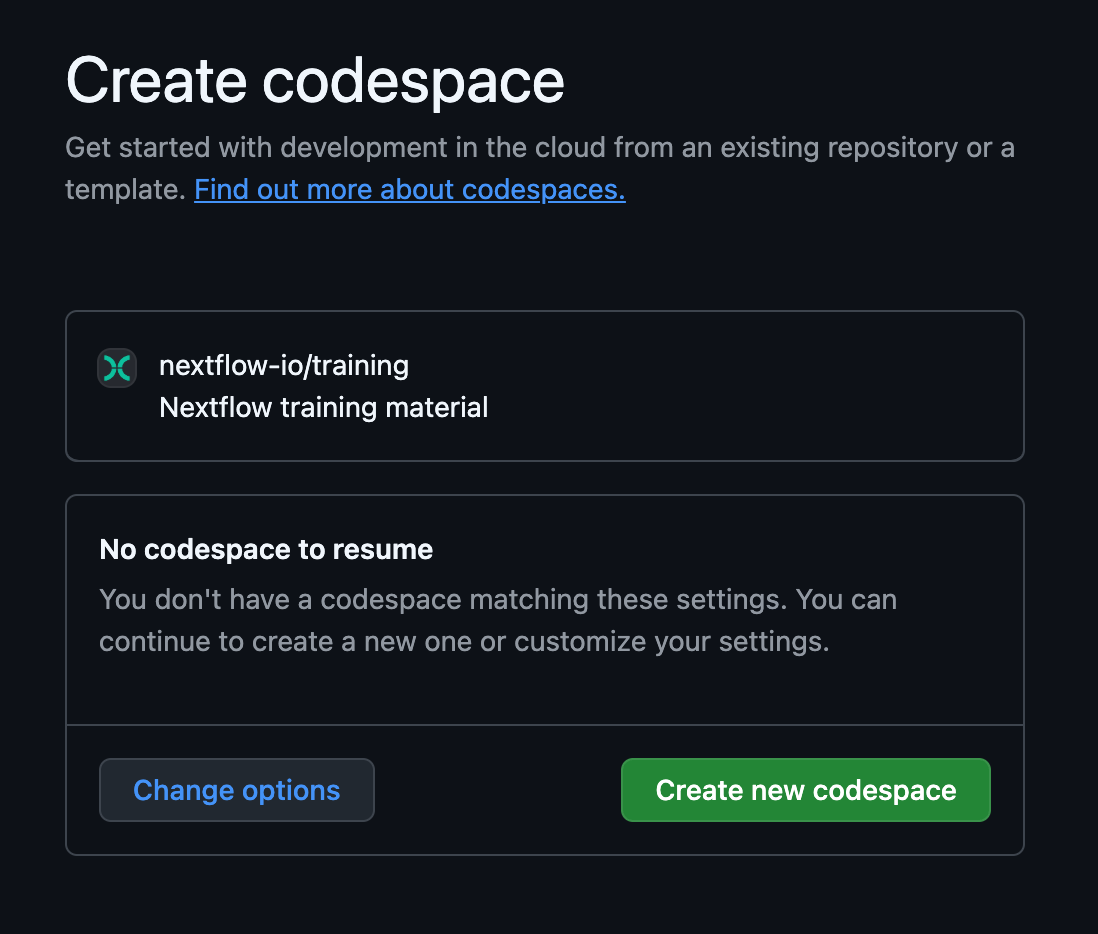 Create codespace
Get started with development in the cloud from an existing repository or a
template. Find out more about codespaces.
nextflow-io/training
Nextflow training material
No codespace to resume
You don't have a codespace matching these settings. You can
continue to create a new one or customize your settings.
Change options
Create new codespace